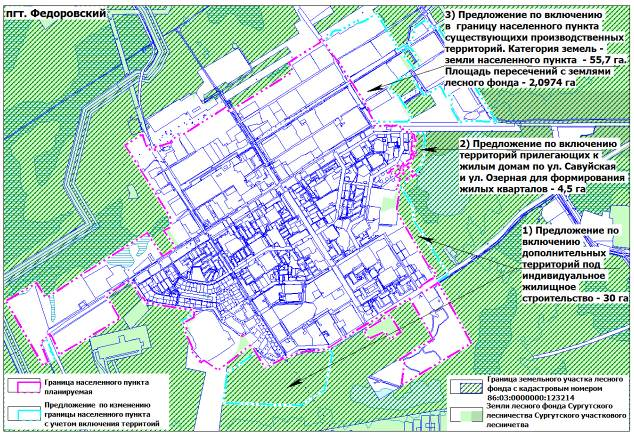 пгт. Федоровский
3) Предложение по включению
в границу населенного пункта
существующихи производственных
территорий. Категория земель -
земли населенного пункта - 55,7 га.
Площадь пересечений с землями
лесного фонда - 2,0974 га
2) Предложение по включению
территорий прилегающих к
жилым домам по ул. Савуйская
и ул. Озерная для формирования
жилых кварталов - 4,5 га
1) Предложение по
включению
дополнительных
территорий под
индивидуальное
жилищное
строительство - 30 га
Граница населенного пункта
планируемая
Предложение по изменению
границы населенного пункта
с учетом включения территорий
Граница земельного участка лесного
фонда с кадастровым номером
86:03:0000000:123214
Земли лесного фонда Сургутского
лесничества Сургутского участкового
лесничества